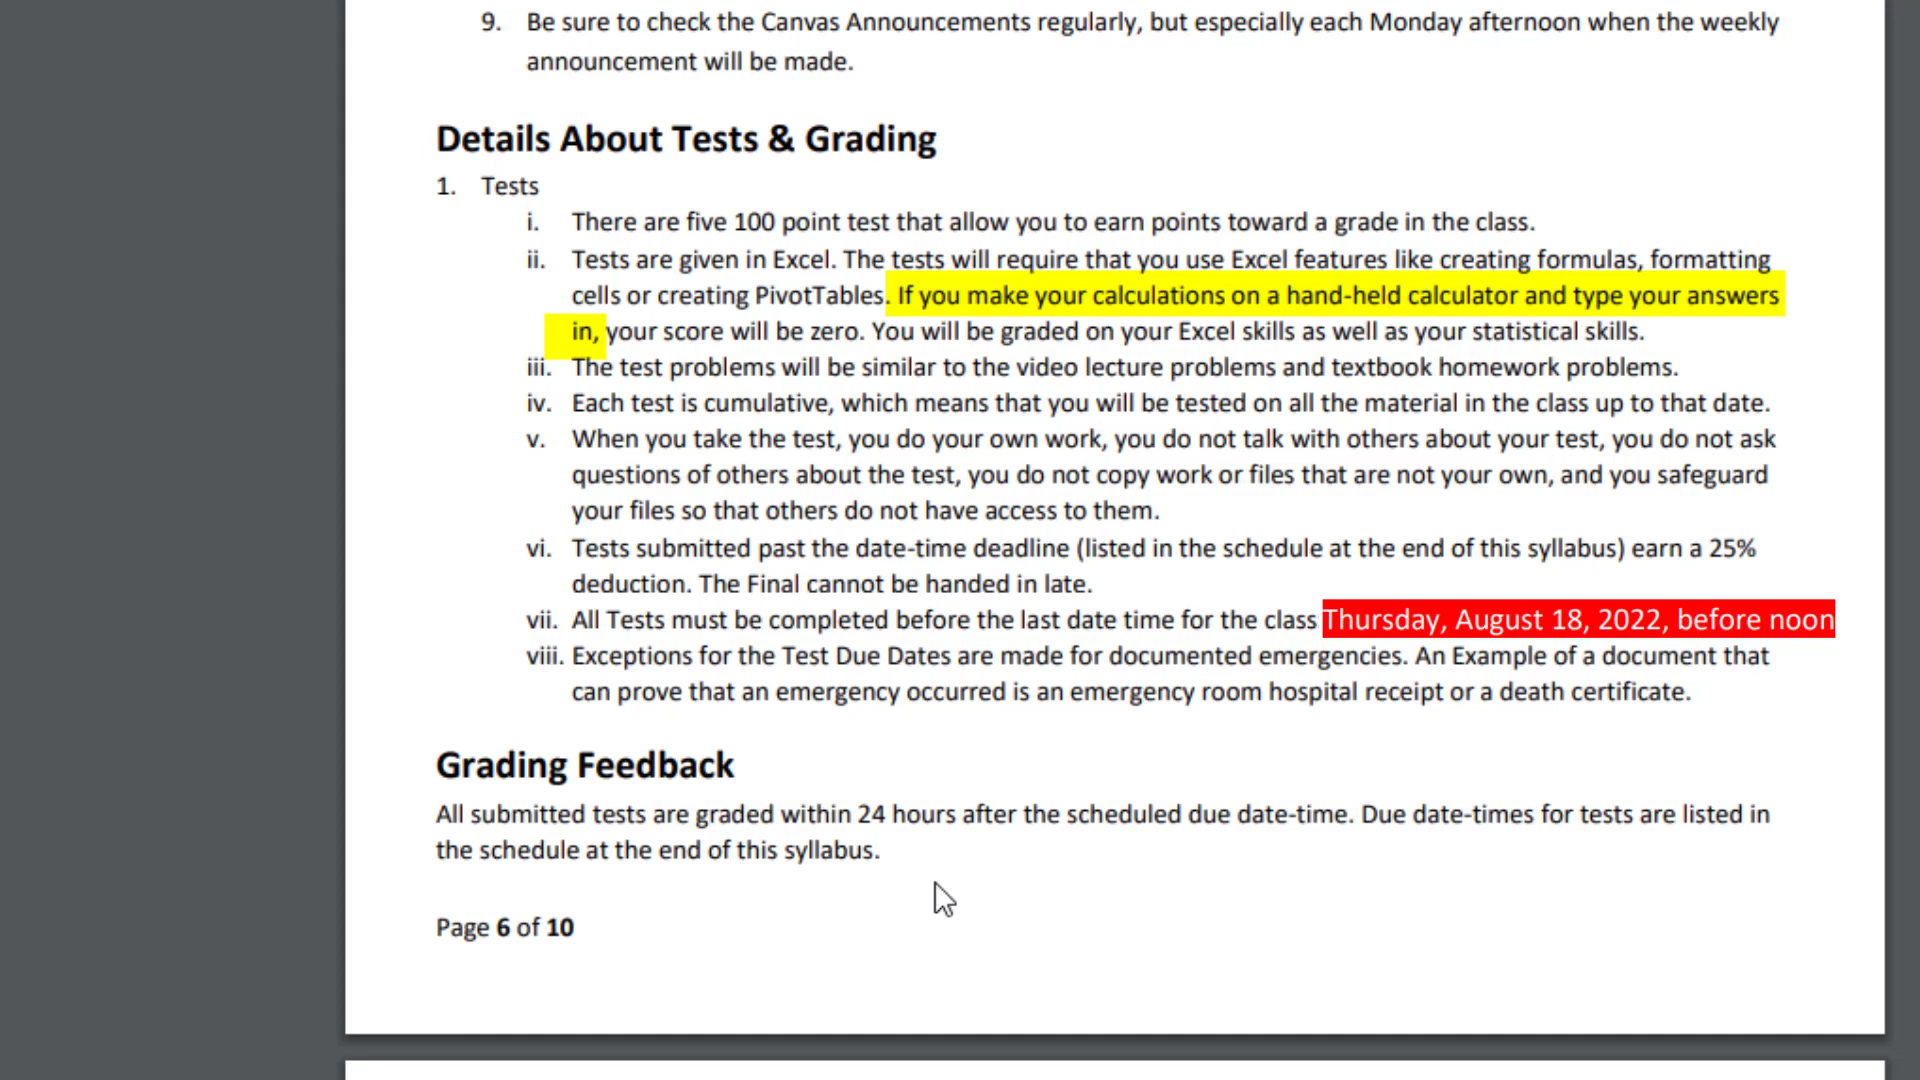 9. Be sure to check the Canvas Announcements regularly, but especially each Monday afternoon when the weekly
announcement will be made.
Details About Tests & Grading
1. Tests
i. There are five 100 point test that allow you to earn points toward a grade in the class.
ii. Tests are given in Excel. The tests will require that you use Excel features like creating formulas, formatting
cells or creating PivotTables. If you make your calculations on a hand-held calculator and type your answers
in, your score will be zero. You will be graded on your Excel skills as well as your statistical skills.
iii. The test problems will be similar to the video lecture problems and textbook homework problems.
iv. Each test is cumulative, which means that you will be tested on all the material in the class up to that date.
v. When you take the test, you do your own work, you do not talk with others about your test, you do not ask
questions of others about the test, you do not copy work or files that are not your own, and you safeguard
your files so that others do not have access to them.
vi. Tests submitted past the date-time deadline (listed in the schedule at the end of this syllabus) earn a 25%
deduction. The Final cannot be handed in late.
vii. All Tests must be completed before the last date time for the class Thursday, August 18, 2022, before noon
viii. Exceptions for the Test Due Dates are made for documented emergencies. An Example of a document that
can prove that an emergency occurred is an emergency room hospital receipt or a death certificate.
Grading Feedback
All submitted tests are graded within 24 hours after the scheduled due date-time. Due date-times for tests are listed in
the schedule at the end of this syllabus.
Page 6 of 10